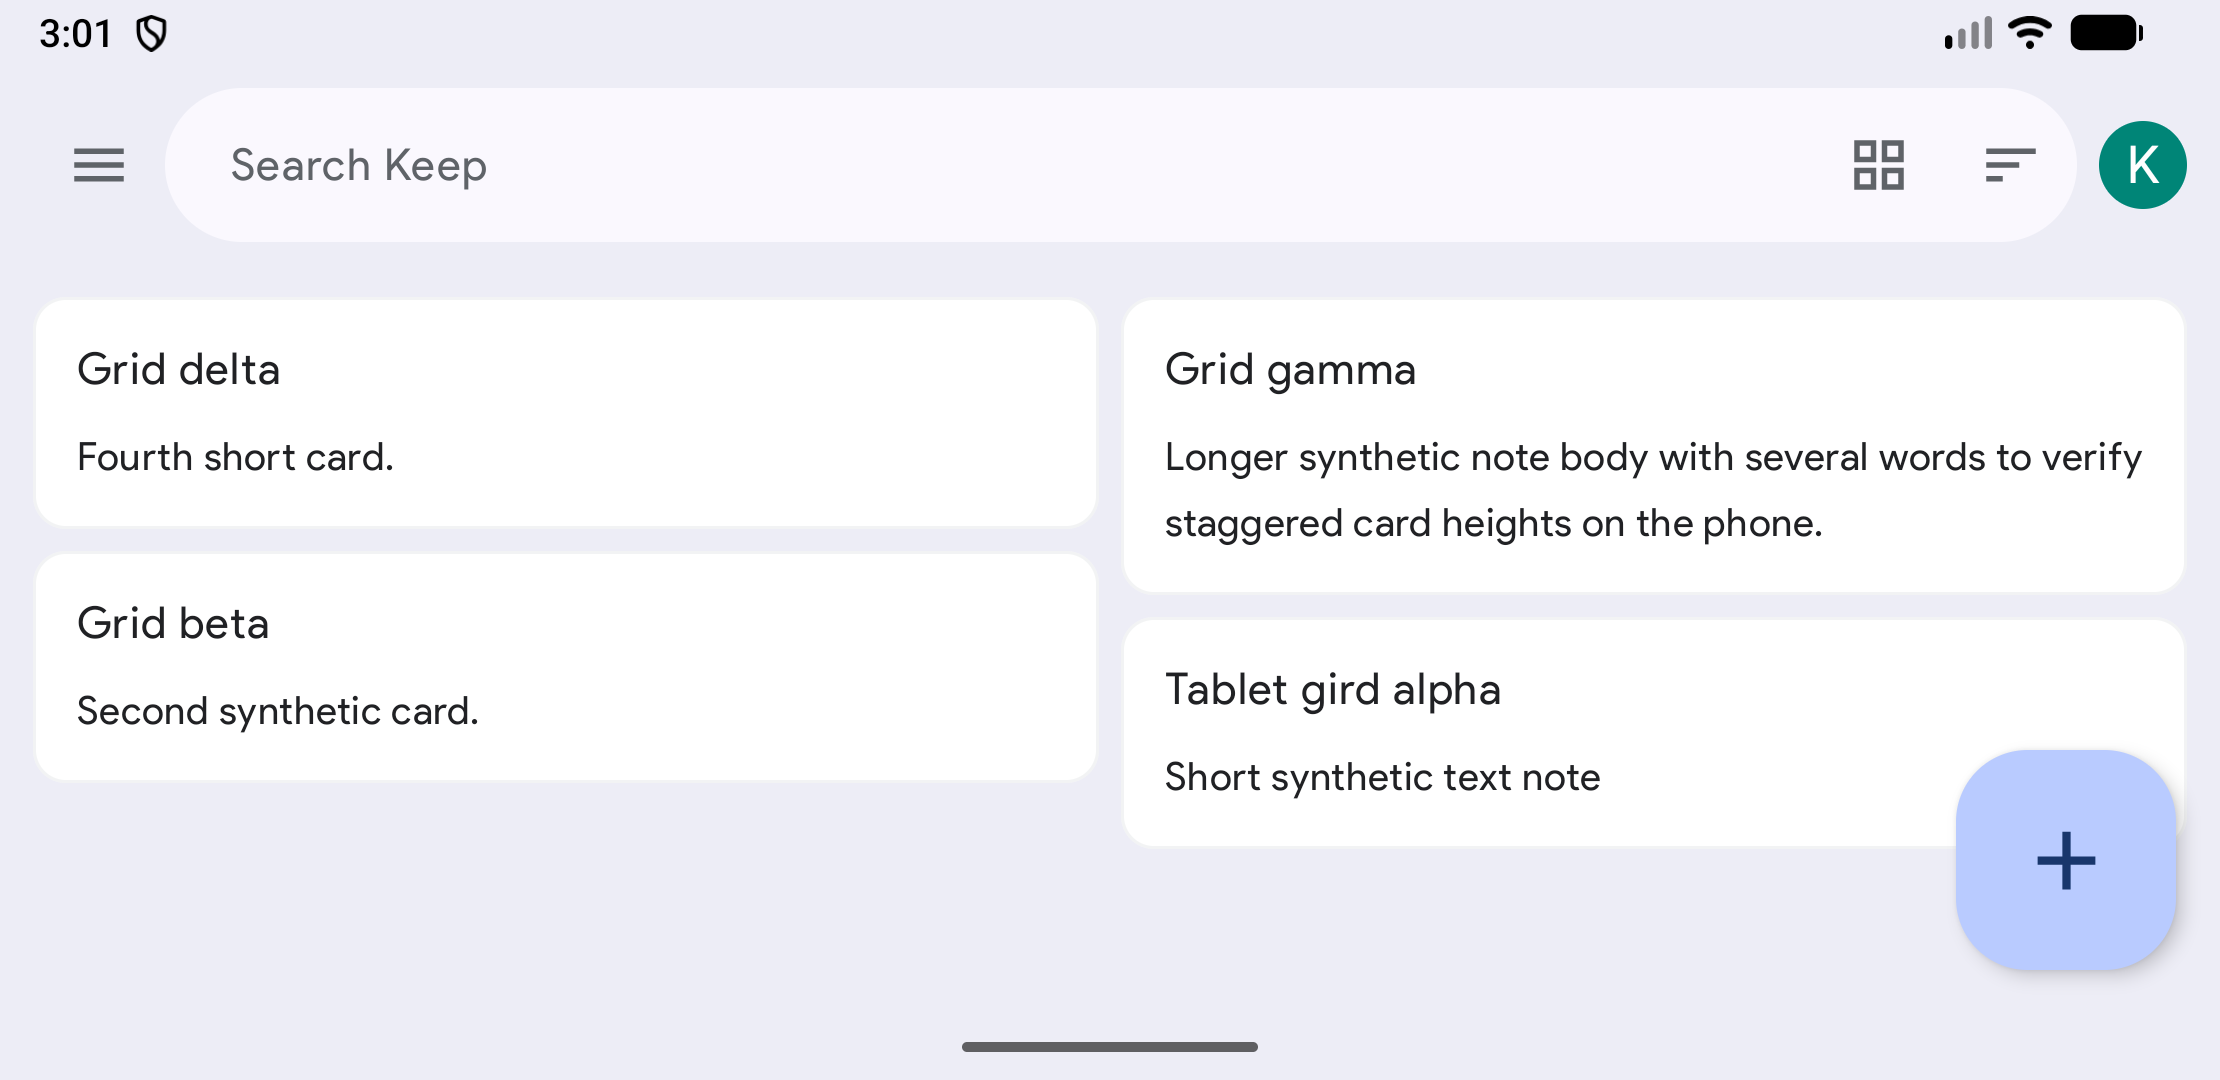 3:01
Search Keep
K
Grid delta
Fourth short card.
Grid beta
Second synthetic card.
Grid gamma
Longer synthetic note body with several words to verify
staggered card heights on the phone.
Tablet gird alpha
Short synthetic text note